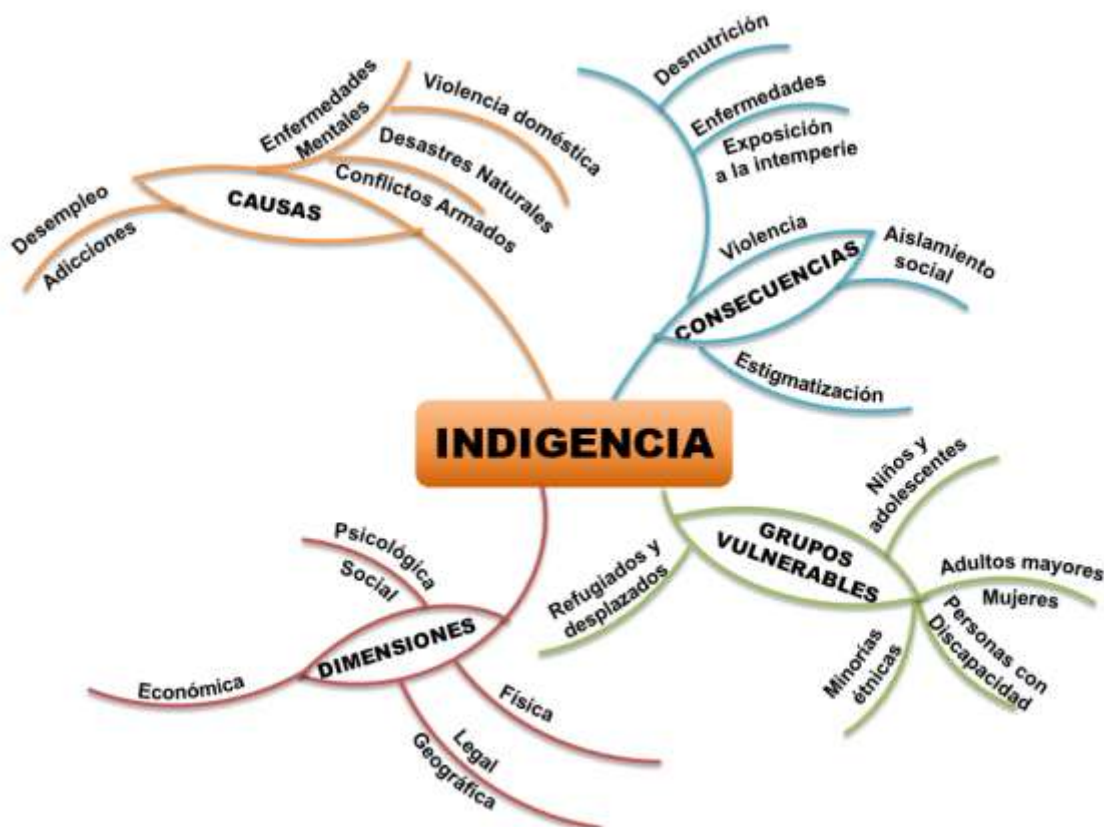 INDIGENCIA
CAUSAS
Enfermedades
Mentales
Violencia doméstica
Desastres Naturales
Conflictos Armados
Desempleo
Adicciones
CONSECUENCIAS
Desnutrición
Enfermedades
Exposición
a la intemperie
Violencia
Aislamiento
social
Estigmatización
GRUPOS
VULNERABLES
Niños y
adolescentes
Adultos mayores
Mujeres
Personas con
Discapacidad
Minorías
étnicas
Refugiados y
desplazados
DIMENSIONES
Psicológica
Social
Económica
Física
Legal
Geográfica